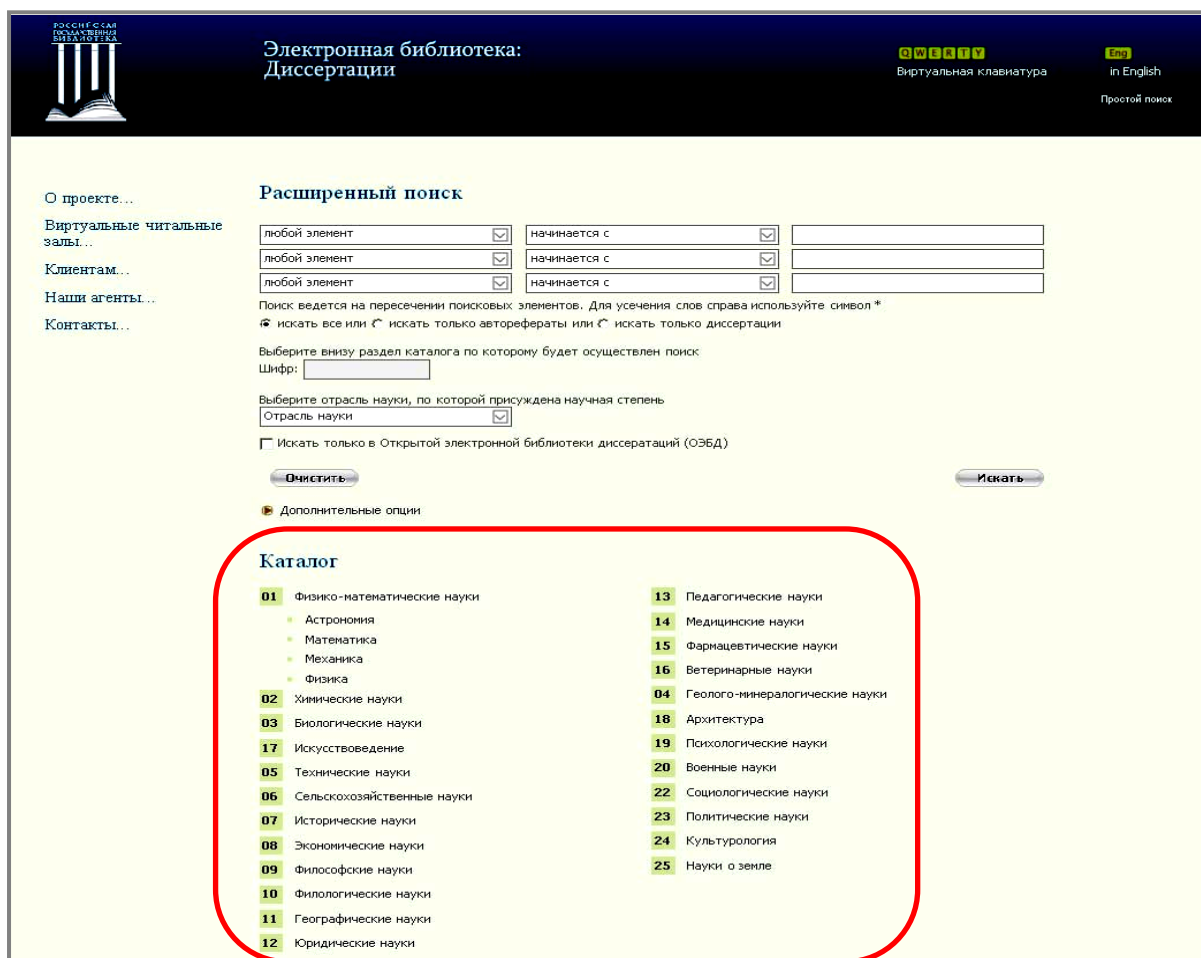 РОССИЙСКАЯ
ГОСУДАРСТВЕННАЯ
БИБЛИОТЕКА
Электронная библиотека:
Диссертации
QWERTY
Виртуальная клавиатура
Eng
in English
Простой поиск
О проекте...
Виртуальные читальные
залы...
Клиентам...
Наши агенты...
Контакты...
Расширенный поиск
любой элемент начинается с
любой элемент начинается с
любой элемент начинается с
Поиск ведется на пересечении поисковых элементов. Для усечения слов справа используйте символ *
искать все или искать только авторефераты или искать только диссертации
Выберите внизу раздел каталога по которому будет осуществлен поиск
Шифр:
Выберите отрасль науки, по которой присуждена научная степень
Отрасль науки
Искать только в Открытой электронной библиотеки диссератаций (ОЭБД)
Очистить
Искать
Дополнительные опции
Каталог
01 Физико-математические науки
Астрономия
Математика
Механика
Физика
02 Химические науки
03 Биологические науки
17 Искусствоведение
05 Технические науки
06 Сельскохозяйственные науки
07 Исторические науки
08 Экономические науки
09 Философские науки
10 Филологические науки
11 Географические науки
12 Юридические науки
13 Педагогические науки
14 Медицинские науки
15 Фармацевтические науки
16 Ветеринарные науки
04 Геолого-минералогические науки
18 Архитектура
19 Психологические науки
20 Военные науки
22 Социологические науки
23 Политические науки
24 Культурология
25 Науки о земле